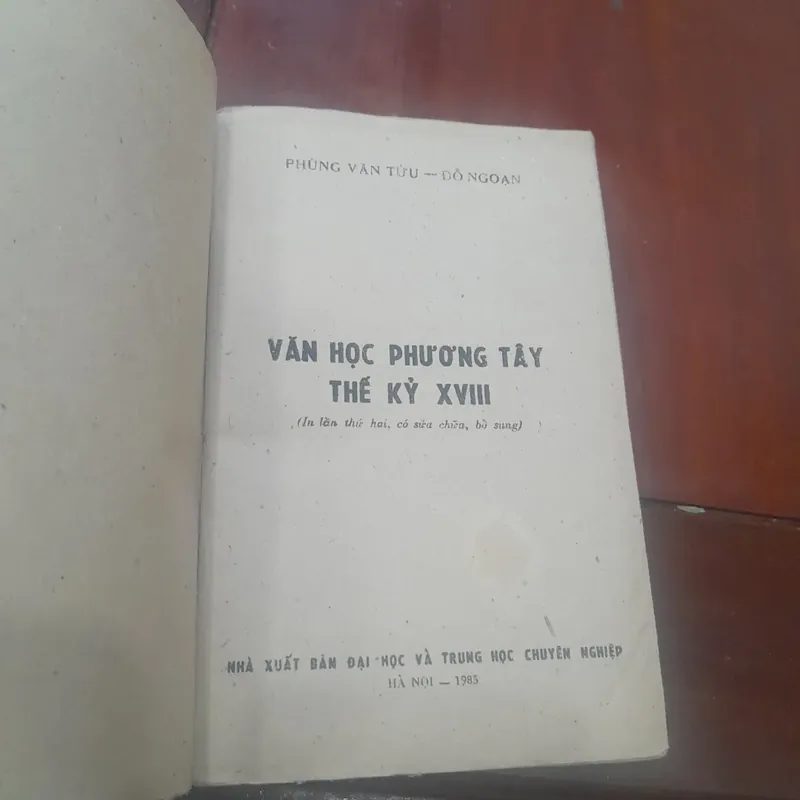 PHÙNG VĂN TỬU — ĐỖ NGOẠN
VĂN HỌC PHƯƠNG TÂY
THẾ KỶ XVIII
(In lần thứ hai, có sửa chữa, bổ sung)
NHÀ XUẤT BẢN ĐẠI HỌC VÀ TRUNG HỌC CHUYÊN NGHIỆP
HÀ NỘI — 1985